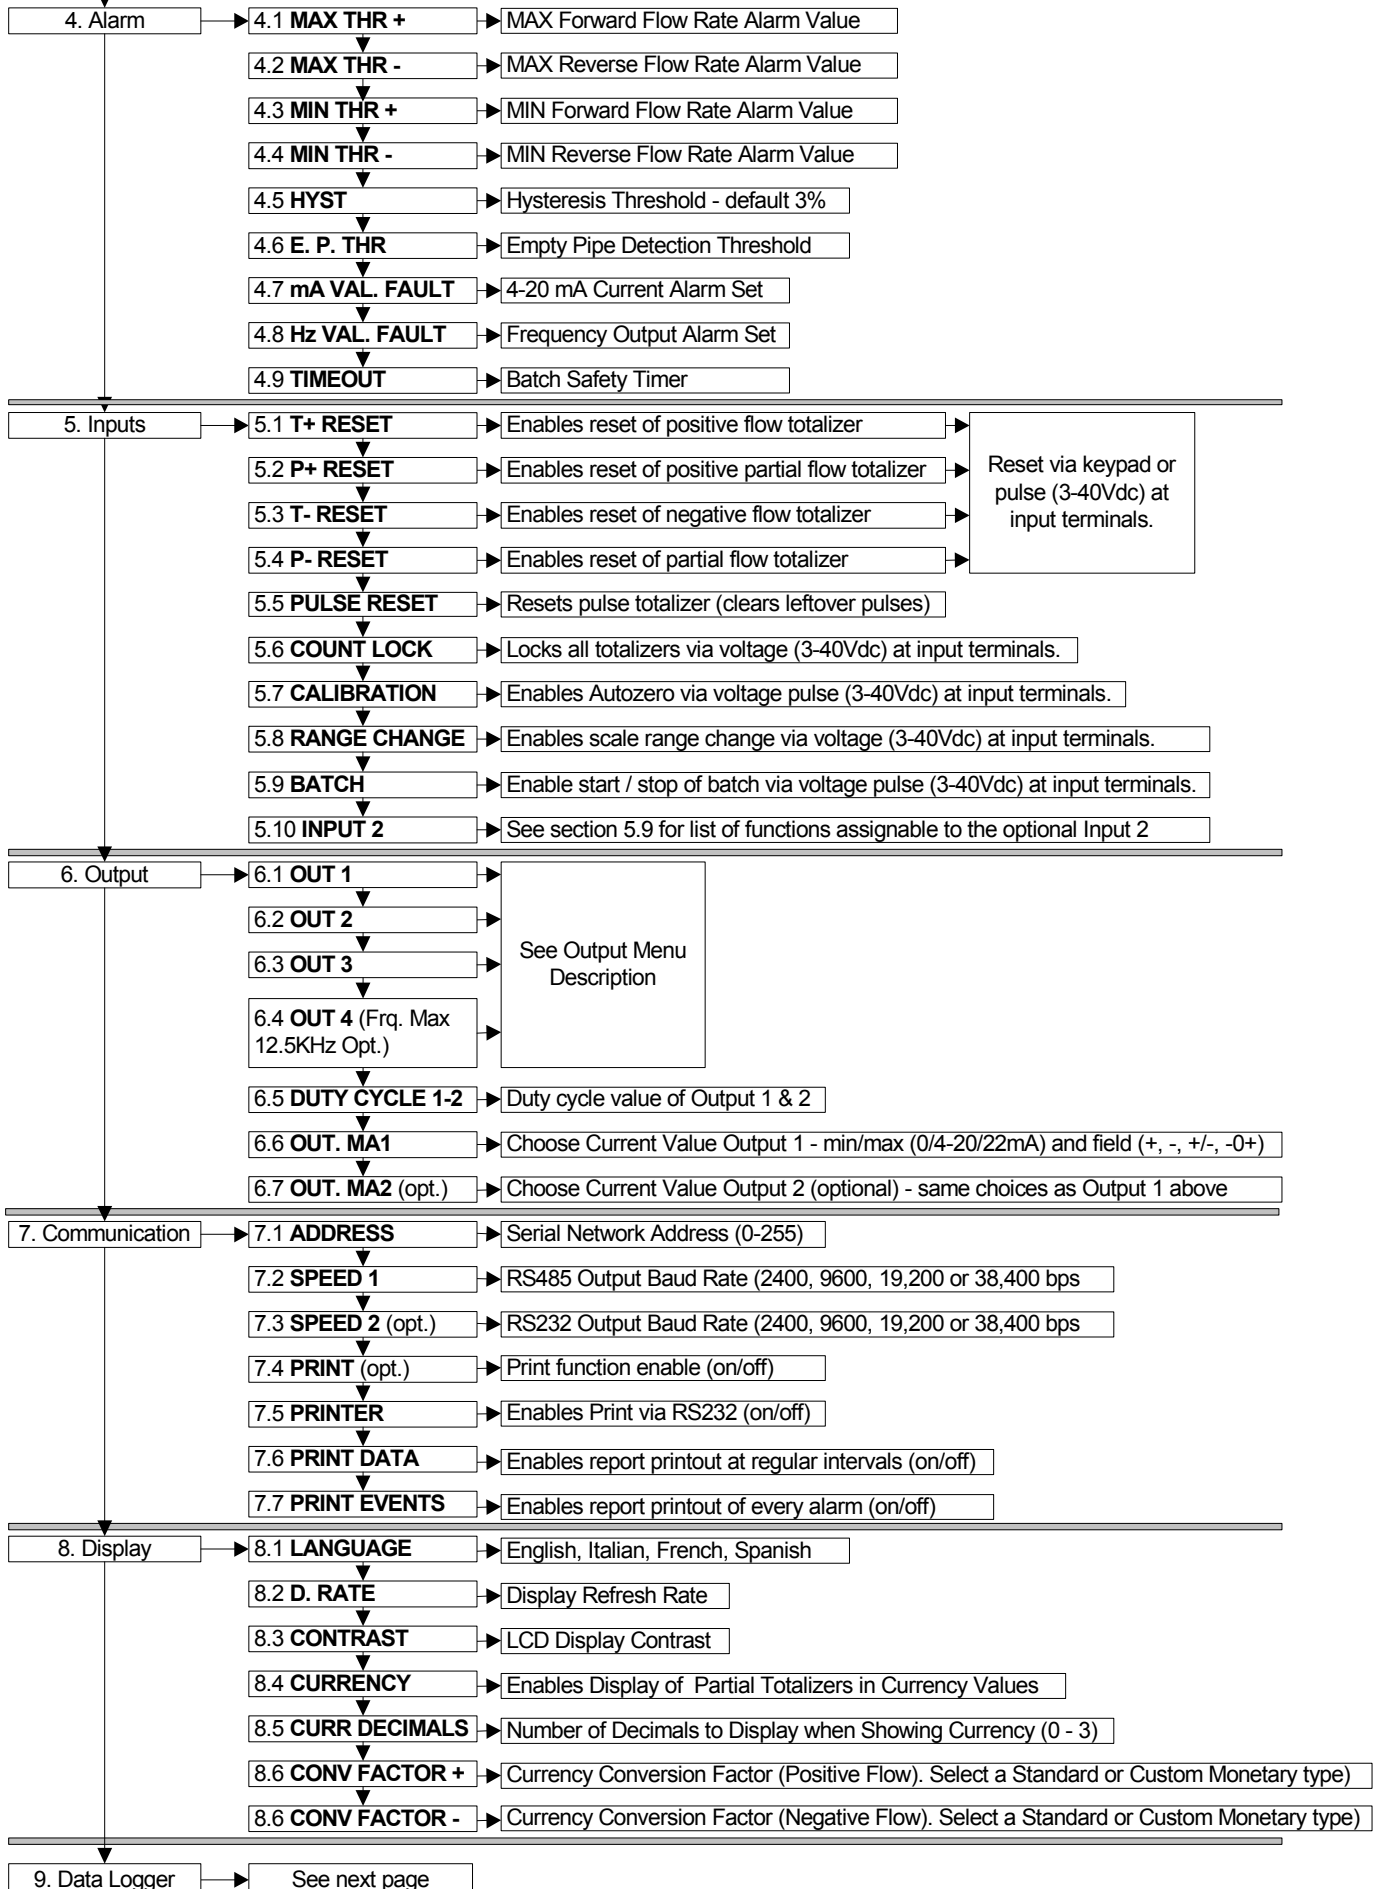 4. Alarm
4.1 MAX THR +
MAX Forward Flow Rate Alarm Value
4.2 MAX THR -
MAX Reverse Flow Rate Alarm Value
4.3 MIN THR +
MIN Forward Flow Rate Alarm Value
4.4 MIN THR -
MIN Reverse Flow Rate Alarm Value
4.5 HYST
Hysteresis Threshold - default 3%
4.6 E. P. THR
Empty Pipe Detection Threshold
4.7 mA VAL. FAULT
4-20 mA Current Alarm Set
4.8 Hz VAL. FAULT
Frequency Output Alarm Set
4.9 TIMEOUT
Batch Safety Timer
5. Inputs
5.1 T+ RESET
Enables reset of positive flow totalizer
5.2 P+ RESET
Enables reset of positive partial flow totalizer
5.3 T- RESET
Enables reset of negative flow totalizer
5.4 P- RESET
Enables reset of partial flow totalizer
Reset via keypad or
pulse (3-40Vdc) at
input terminals.
5.5 PULSE RESET
Resets pulse totalizer (clears leftover pulses)
5.6 COUNT LOCK
Locks all totalizers via voltage (3-40Vdc) at input terminals.
5.7 CALIBRATION
Enables Autozero via voltage pulse (3-40Vdc) at input terminals.
5.8 RANGE CHANGE
Enables scale range change via voltage (3-40Vdc) at input terminals.
5.9 BATCH
Enable start / stop of batch via voltage pulse (3-40Vdc) at input terminals.
5.10 INPUT 2
See section 5.9 for list of functions assignable to the optional Input 2
6. Output
6.1 OUT 1
6.2 OUT 2
6.3 OUT 3
6.4 OUT 4 (Frq. Max
12.5KHz Opt.)
See Output Menu
Description
6.5 DUTY CYCLE 1-2
Duty cycle value of Output 1 & 2
6.6 OUT. MA1
Choose Current Value Output 1 - min/max (0/4-20/22mA) and field (+, -, +/-, -0+)
6.7 OUT. MA2 (opt.)
Choose Current Value Output 2 (optional) - same choices as Output 1 above
7. Communication
7.1 ADDRESS
Serial Network Address (0-255)
7.2 SPEED 1
RS485 Output Baud Rate (2400, 9600, 19,200 or 38,400 bps
7.3 SPEED 2 (opt.)
RS232 Output Baud Rate (2400, 9600, 19,200 or 38,400 bps
7.4 PRINT (opt.)
Print function enable (on/off)
7.5 PRINTER
Enables Print via RS232 (on/off)
7.6 PRINT DATA
Enables report printout at regular intervals (on/off)
7.7 PRINT EVENTS
Enables report printout of every alarm (on/off)
8. Display
8.1 LANGUAGE
English, Italian, French, Spanish
8.2 D. RATE
Display Refresh Rate
8.3 CONTRAST
LCD Display Contrast
8.4 CURRENCY
Enables Display of Partial Totalizers in Currency Values
8.5 CURR DECIMALS
Number of Decimals to Display when Showing Currency (0 - 3)
8.6 CONV FACTOR +
Currency Conversion Factor (Positive Flow). Select a Standard or Custom Monetary type)
8.6 CONV FACTOR -
Currency Conversion Factor (Negative Flow). Select a Standard or Custom Monetary type)
9. Data Logger
See next page